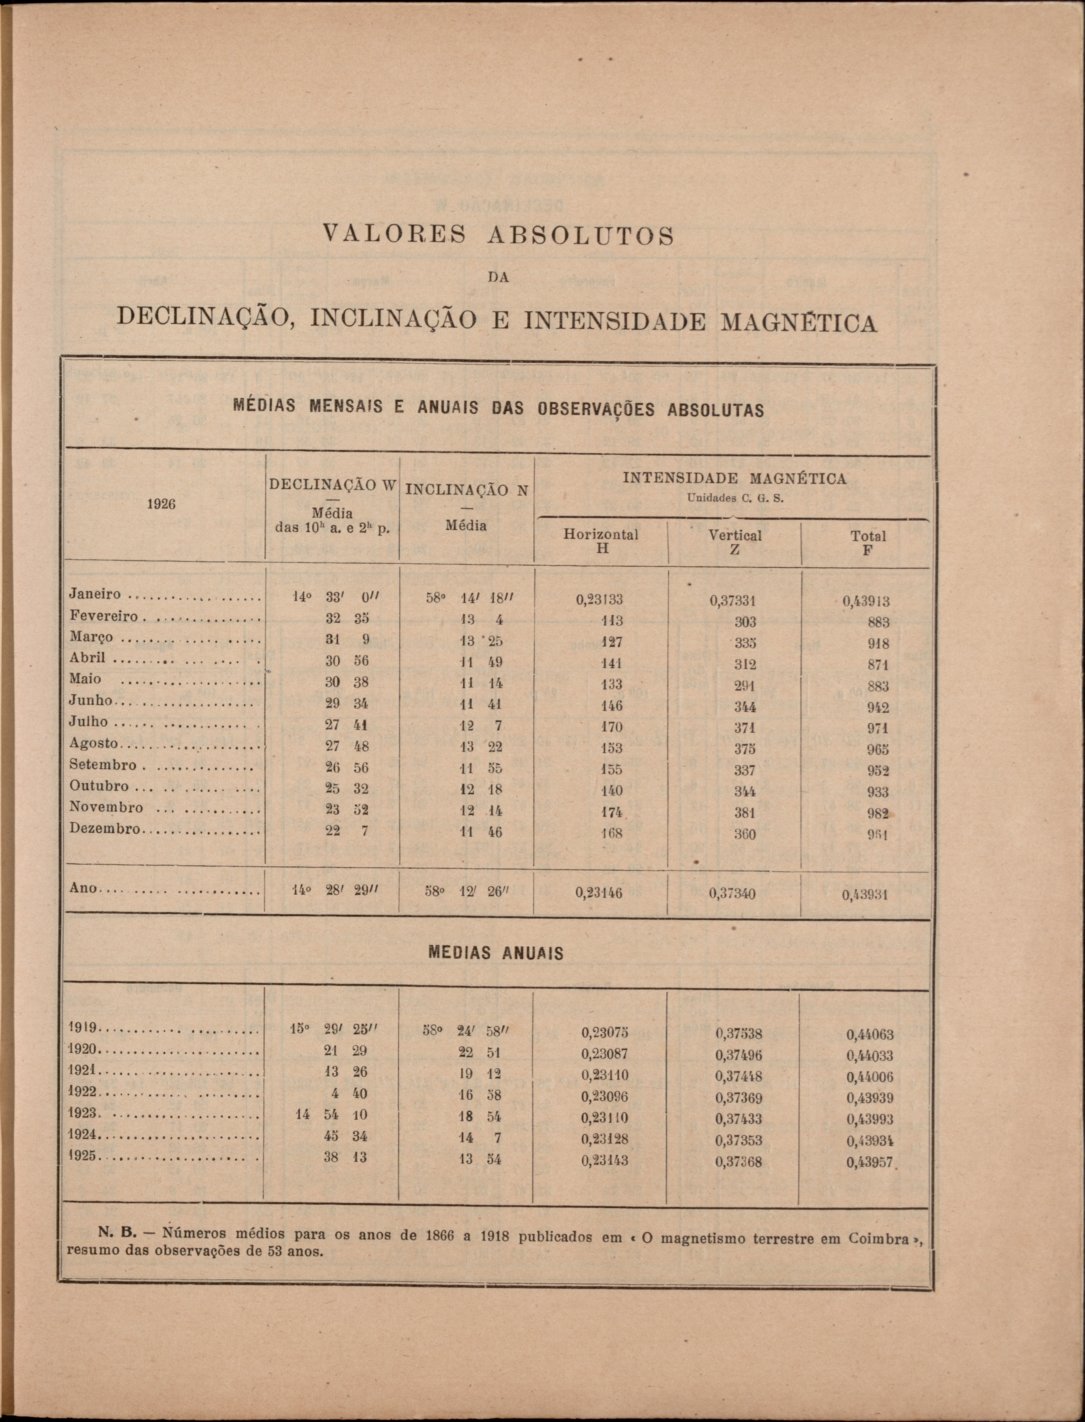 VALORES ABSOLUTOS
DA
DECLINAÇÃO, INCLINAÇÃO E INTENSIDADE MAGNÉTICA
MÉDIAS MENSAIS E ANUAIS DAS OBSERVAÇÕES ABSOLUTAS
1926 DECLINAÇÃO W — Média das 10h a. e 2h p. INCLINAÇÃO N — Média INTENSIDADE MAGNÉTICA Unidades C. G. S.
Horizontal H Vertical Z Total F
Janeiro 14º 33′ 0″ 58º 14′ 18″ 0,23133 0,37331 0,43913
Fevereiro 32 35 13 4 113 303 883
Março 31 9 13 25 127 335 918
Abril 30 56 11 49 141 312 871
Maio 30 38 11 14 133 291 883
Junho 29 34 11 41 146 344 942
Julho 27 41 12 7 170 371 971
Agosto 27 48 13 22 153 375 965
Setembro 26 56 11 55 155 337 952
Outubro 25 32 12 18 140 344 933
Novembro 23 52 12 14 174 381 982
Dezembro 22 7 11 46 168 360 961
Ano 14º 28′ 29″ 58º 12′ 26″ 0,23146 0,37340 0,43931
MEDIAS ANUAIS
1919 15º 29′ 25″ 58º 24′ 58″ 0,23075 0,37538 0,44063
1920 21 29 22 51 0,23087 0,37496 0,44033
1921 13 26 19 12 0,23110 0,37448 0,44006
1922 4 40 16 58 0,23096 0,37369 0,43939
1923 14 54 10 18 54 0,23110 0,37433 0,43993
1924 45 34 14 7 0,23128 0,37353 0,43934
1925 38 13 13 54 0,23143 0,37368 0,43957
N. B. — Números médios para os anos de 1866 a 1918 publicados em « O magnetismo terrestre em Coimbra »,
resumo das observações de 53 anos.